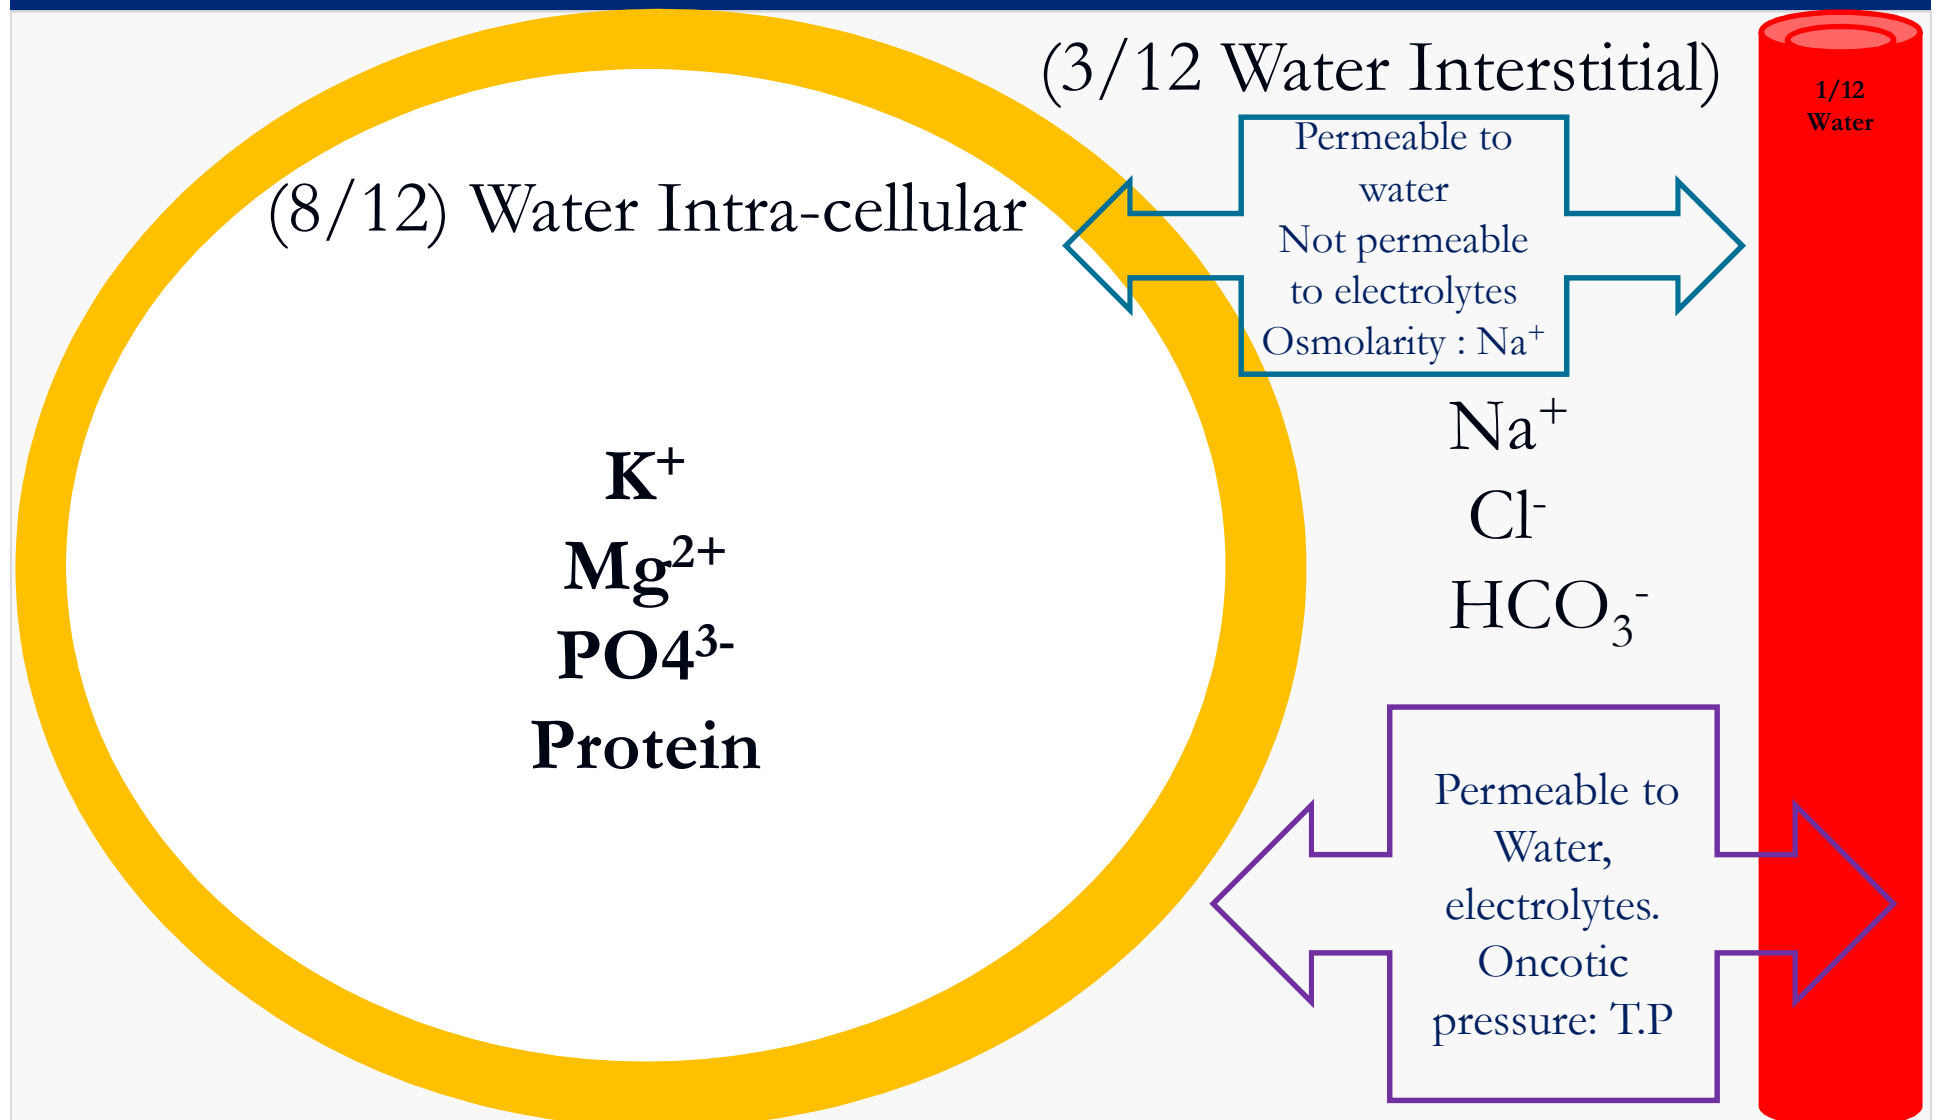 (3/12 Water Interstitial)
1/12
Water
Permeable to
water
Not permeable
to electrolytes
Osmolarity : Na⁺
(8/12) Water Intra-cellular
K⁺
Mg²⁺
PO4³⁻
Protein
Na⁺
Cl⁻
HCO₃⁻
Permeable to
Water,
electrolytes.
Oncotic
pressure: T.P